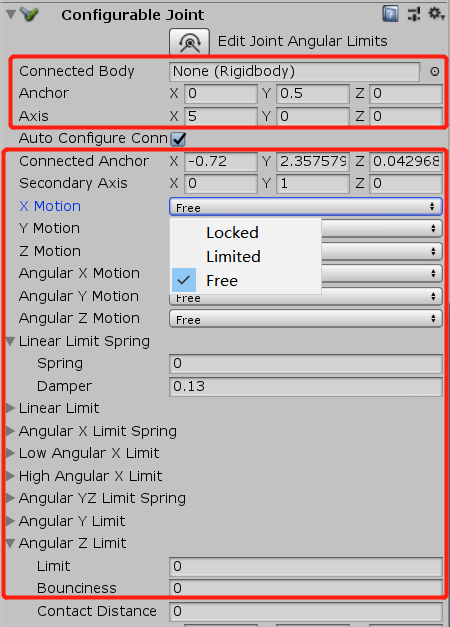 Configurable Joint
Edit Joint Angular Limits
Connected Body None (Rigidbody)
Anchor X 0 Y 0.5 Z 0
Axis X 5 Y 0 Z 0
Auto Configure Conn
Connected Anchor X -0.72 Y 2.357579 Z 0.042968
Secondary Axis X 0 Y 1 Z 0
X Motion Free
Y Motion Locked
Z Motion Limited
Angular X Motion Free
Angular Y Motion Free
Angular Z Motion Free
Linear Limit Spring
Spring 0
Damper 0.13
Linear Limit
Angular X Limit Spring
Low Angular X Limit
High Angular X Limit
Angular YZ Limit Spring
Angular Y Limit
Angular Z Limit
Limit 0
Bounciness 0
Contact Distance 0